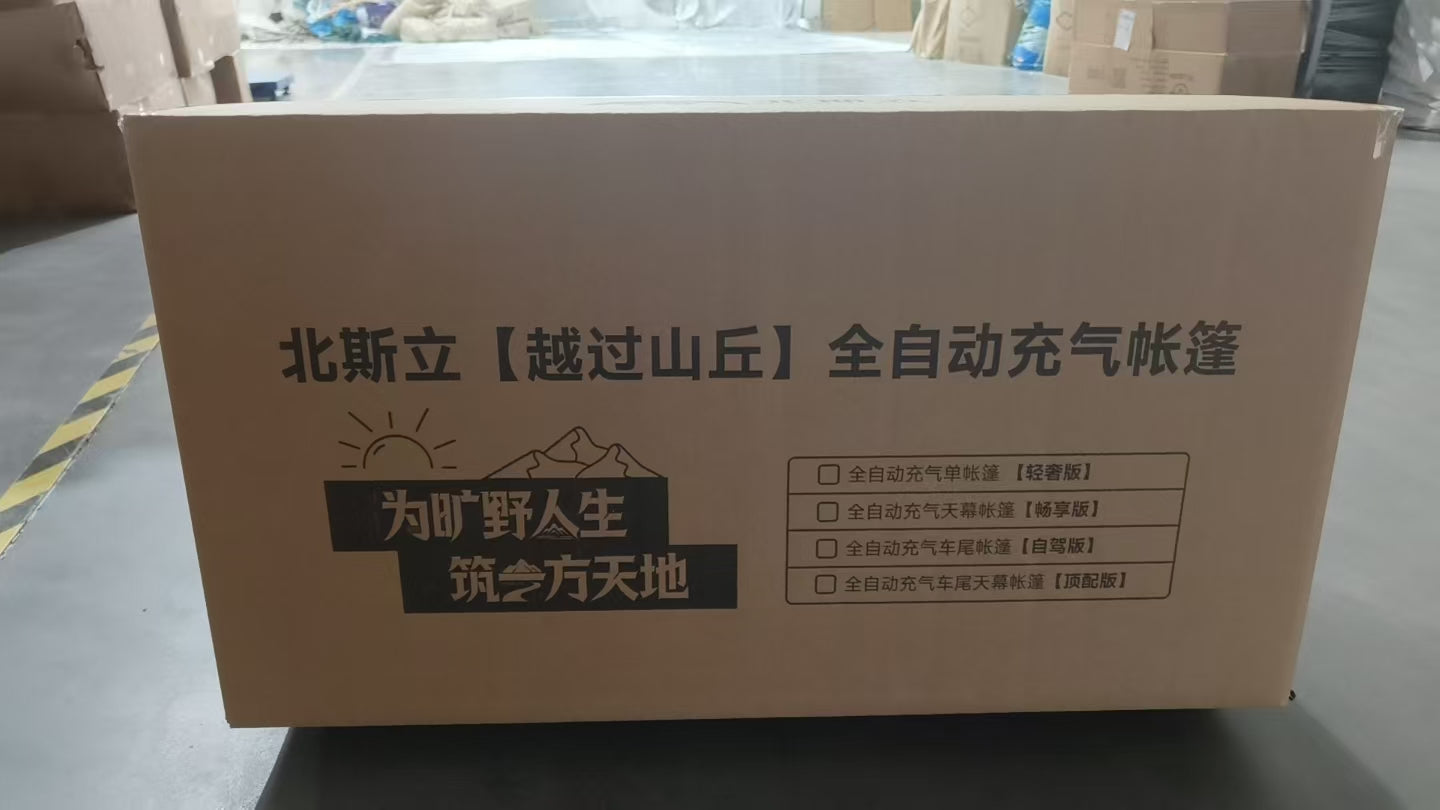 北斯立【越过山丘】全自动充气帐篷
为旷野人生
筑一方天地
☐ 全自动充气单帐篷 【轻奢版】
☐ 全自动充气天幕帐篷【畅享版】
☐ 全自动充气车尾帐篷【自驾版】
☐ 全自动充气车尾天幕帐篷【顶配版】